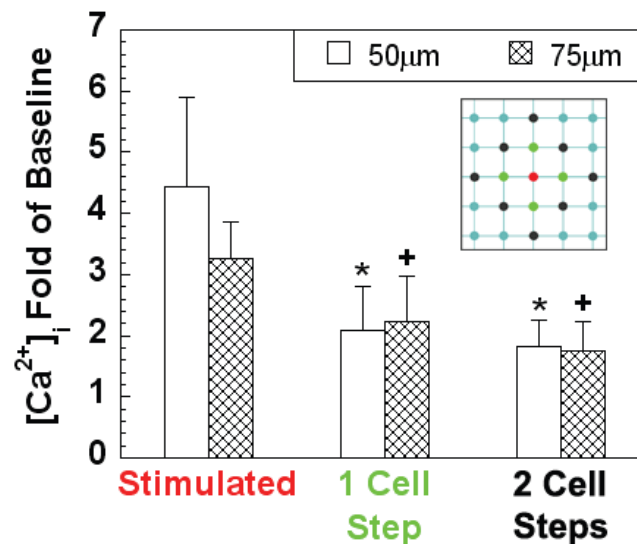 7
6
5
4
3
2
1
0
[Ca²⁺]ᵢ Fold of Baseline
50μm
75μm
*
+
*
+
Stimulated
1 Cell
Step
2 Cell
Steps